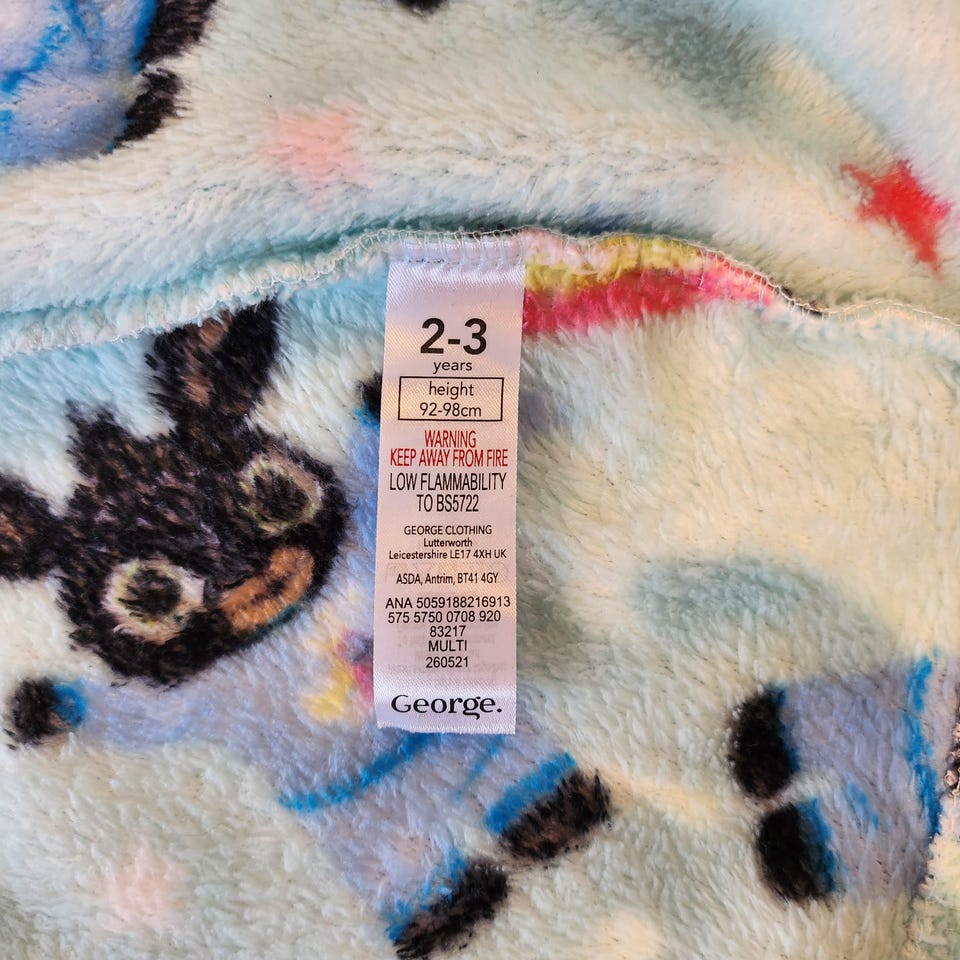 2-3
years
height
92-98cm
WARNING
KEEP AWAY FROM FIRE
LOW FLAMMABILITY
TO BS5722
GEORGE CLOTHING
Lutterworth
Leicestershire LE17 4XH UK
ASDA, Antrim, BT41 4GY
ANA 5059188216913
575 5750 0708 920
83217
MULTI
260521
George.